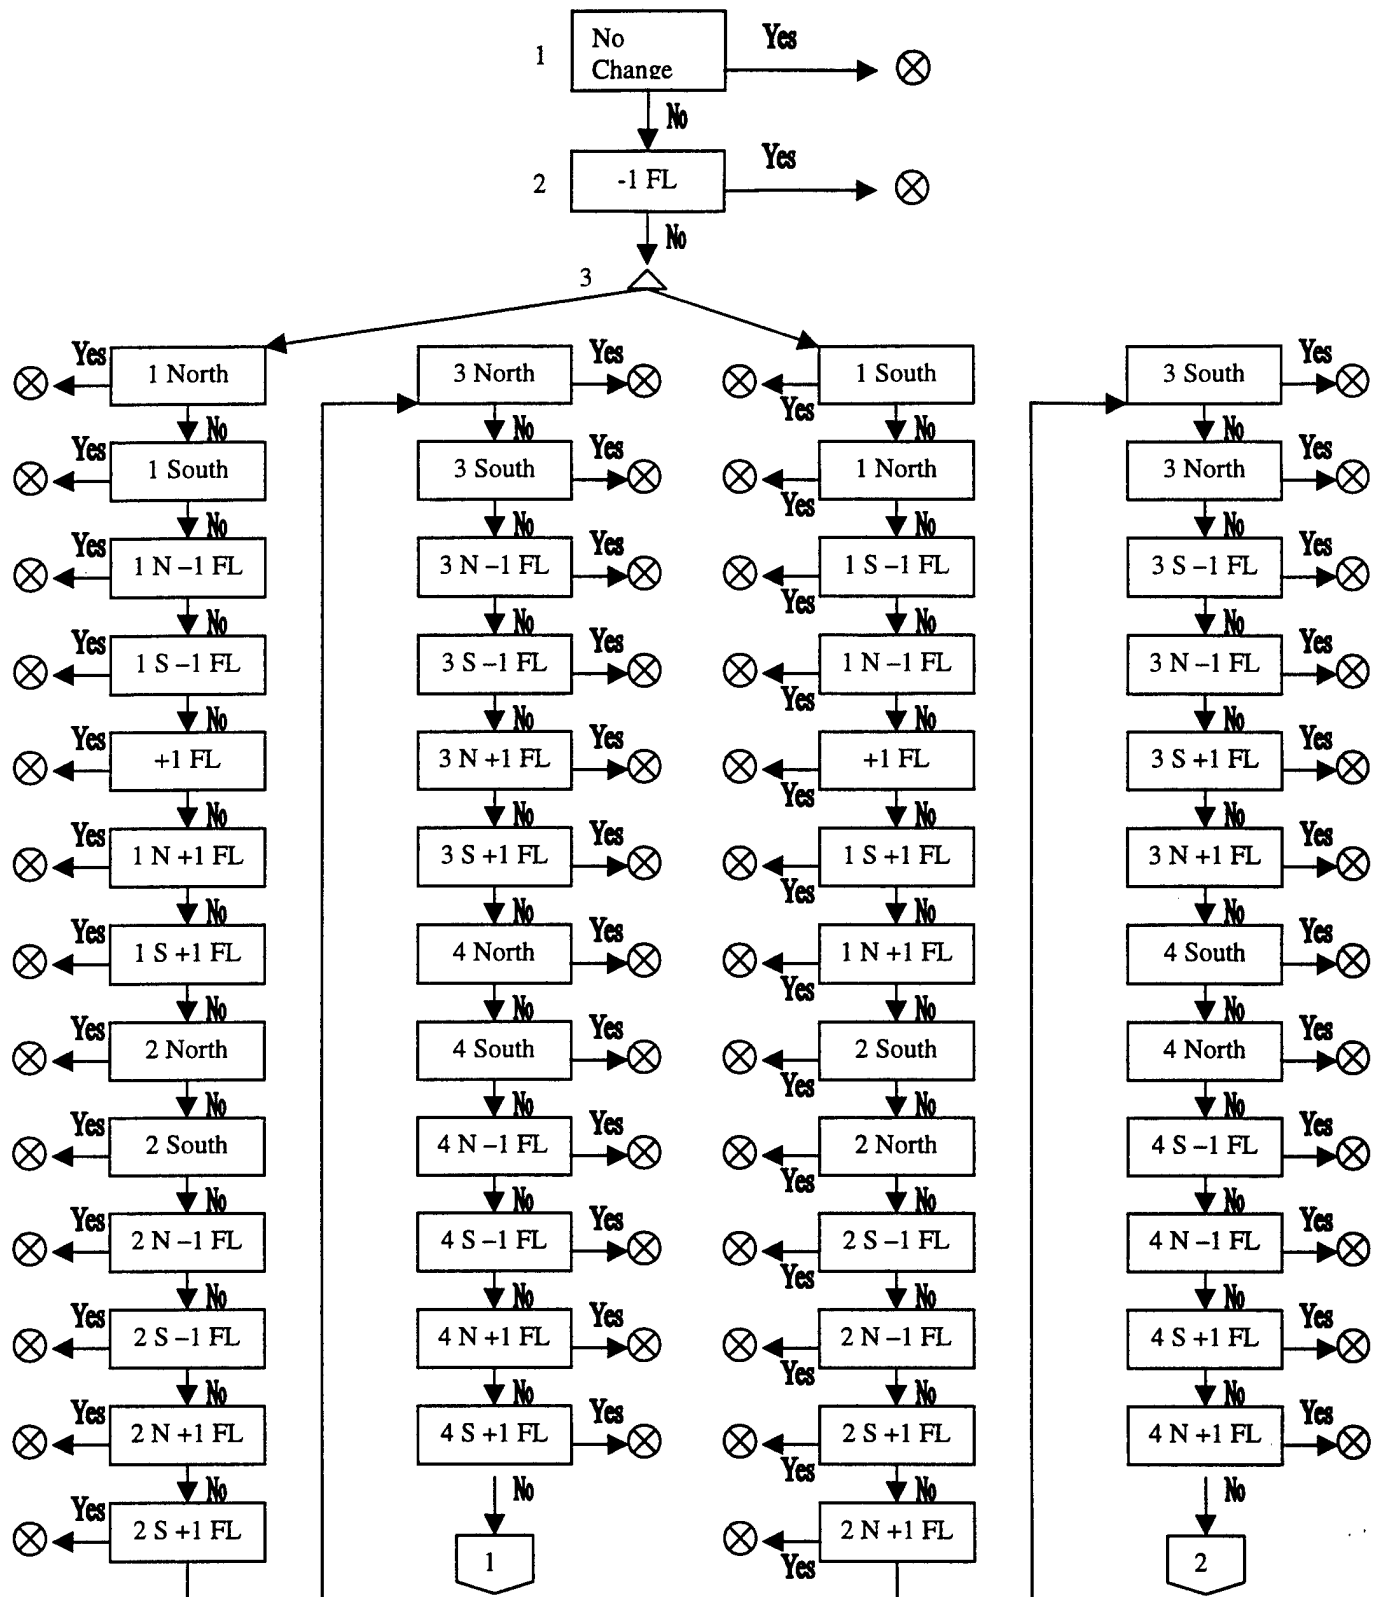 1
No
Change
Yes
No
2
-1 FL
Yes
No
3
Yes
1 North
No
Yes
1 South
No
Yes
1 N –1 FL
No
Yes
1 S –1 FL
No
Yes
+1 FL
No
Yes
1 N +1 FL
No
Yes
1 S +1 FL
No
Yes
2 North
No
Yes
2 South
No
Yes
2 N –1 FL
No
Yes
2 S –1 FL
No
Yes
2 N +1 FL
No
Yes
2 S +1 FL
3 North
Yes
No
3 South
Yes
No
3 N –1 FL
Yes
No
3 S –1 FL
Yes
No
3 N +1 FL
Yes
No
3 S +1 FL
Yes
No
4 North
Yes
No
4 South
Yes
No
4 N –1 FL
Yes
No
4 S –1 FL
Yes
No
4 N +1 FL
Yes
No
4 S +1 FL
Yes
No
1
1 South
Yes
No
1 North
Yes
No
1 S –1 FL
Yes
No
1 N –1 FL
Yes
No
+1 FL
Yes
No
1 S +1 FL
Yes
No
1 N +1 FL
Yes
No
2 South
Yes
No
2 North
Yes
No
2 S –1 FL
Yes
No
2 N –1 FL
Yes
No
2 S +1 FL
Yes
No
2 N +1 FL
Yes
3 South
Yes
No
3 North
Yes
No
3 S –1 FL
Yes
No
3 N –1 FL
Yes
No
3 S +1 FL
Yes
No
3 N +1 FL
Yes
No
4 South
Yes
No
4 North
Yes
No
4 S –1 FL
Yes
No
4 N –1 FL
Yes
No
4 S +1 FL
Yes
No
4 N +1 FL
Yes
No
2